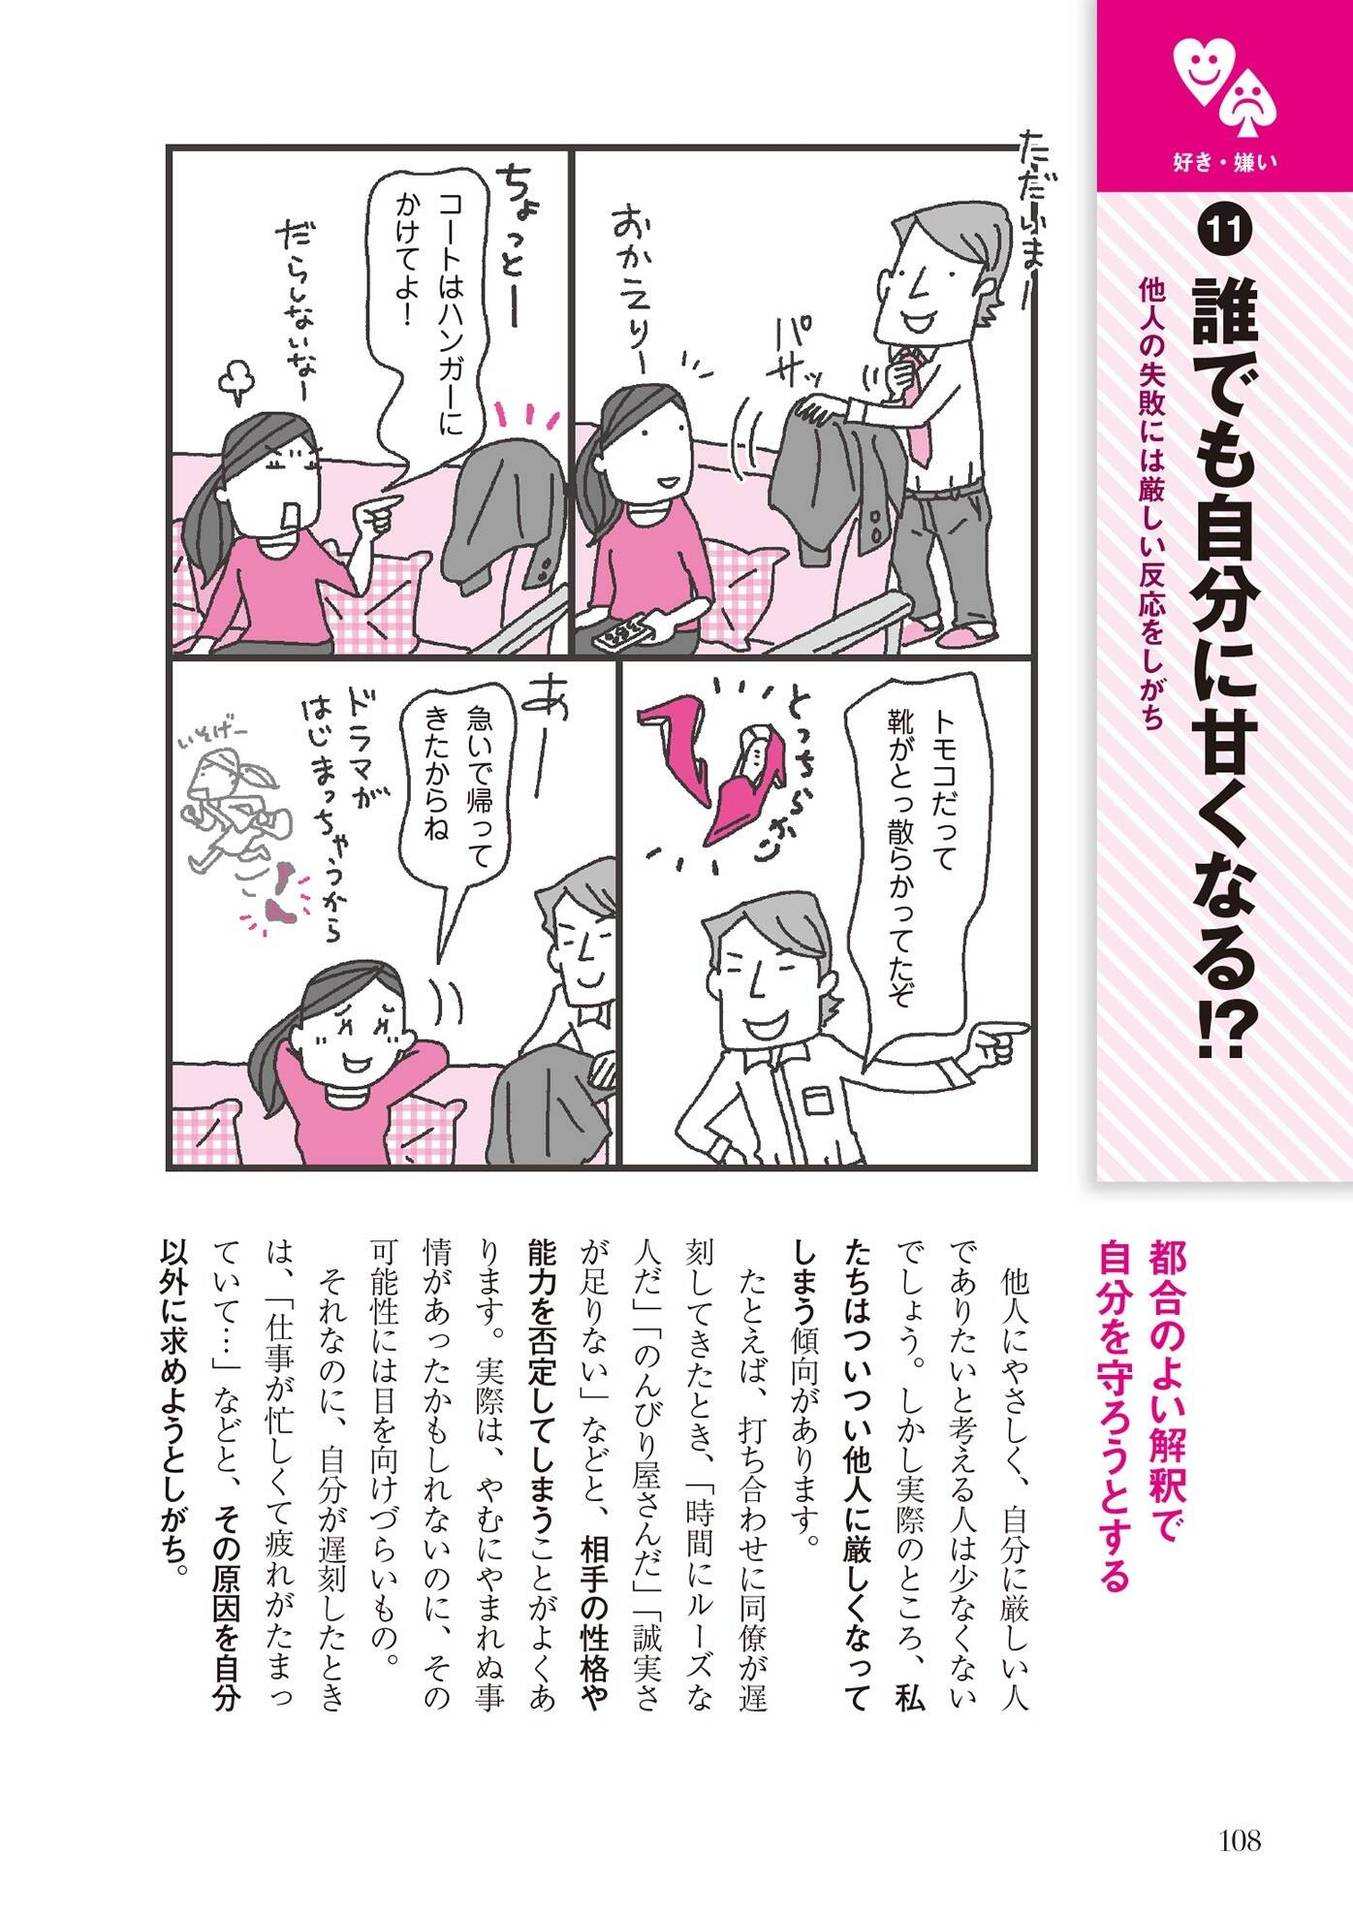 好き・嫌い
11
誰でも自分に甘くなる!?
他人の失敗には厳しい反応をしがち
ただいまー
パサッ
おかえりー
ちょっとー
コートはハンガーに
かけてよ!
だらしないなー
トモコだって
靴がとっ散らかってたぞ
とっちらかり
あー
急いで帰って
きたからね
ドラマが
はじまっちゃうから
いそげー
都合のよい解釈で
自分を守ろうとする
他人にやさしく、自分に厳しい人
でありたいと考える人は少なくない
でしょう。しかし実際のところ、私
たちはついつい他人に厳しくなって
しまう傾向があります。
たとえば、打ち合わせに同僚が遅
刻してきたとき、「時間にルーズな
人だ」「のんびり屋さんだ」「誠実さ
が足りない」などと、相手の性格や
能力を否定してしまうことがよくあ
ります。実際は、やむにやまれぬ事
情があったかもしれないのに、その
可能性には目を向けづらいもの。
それなのに、自分が遅刻したとき
は、「仕事が忙しくて疲れがたまっ
ていて…」などと、その原因を自分
以外に求めようとしがち。
108